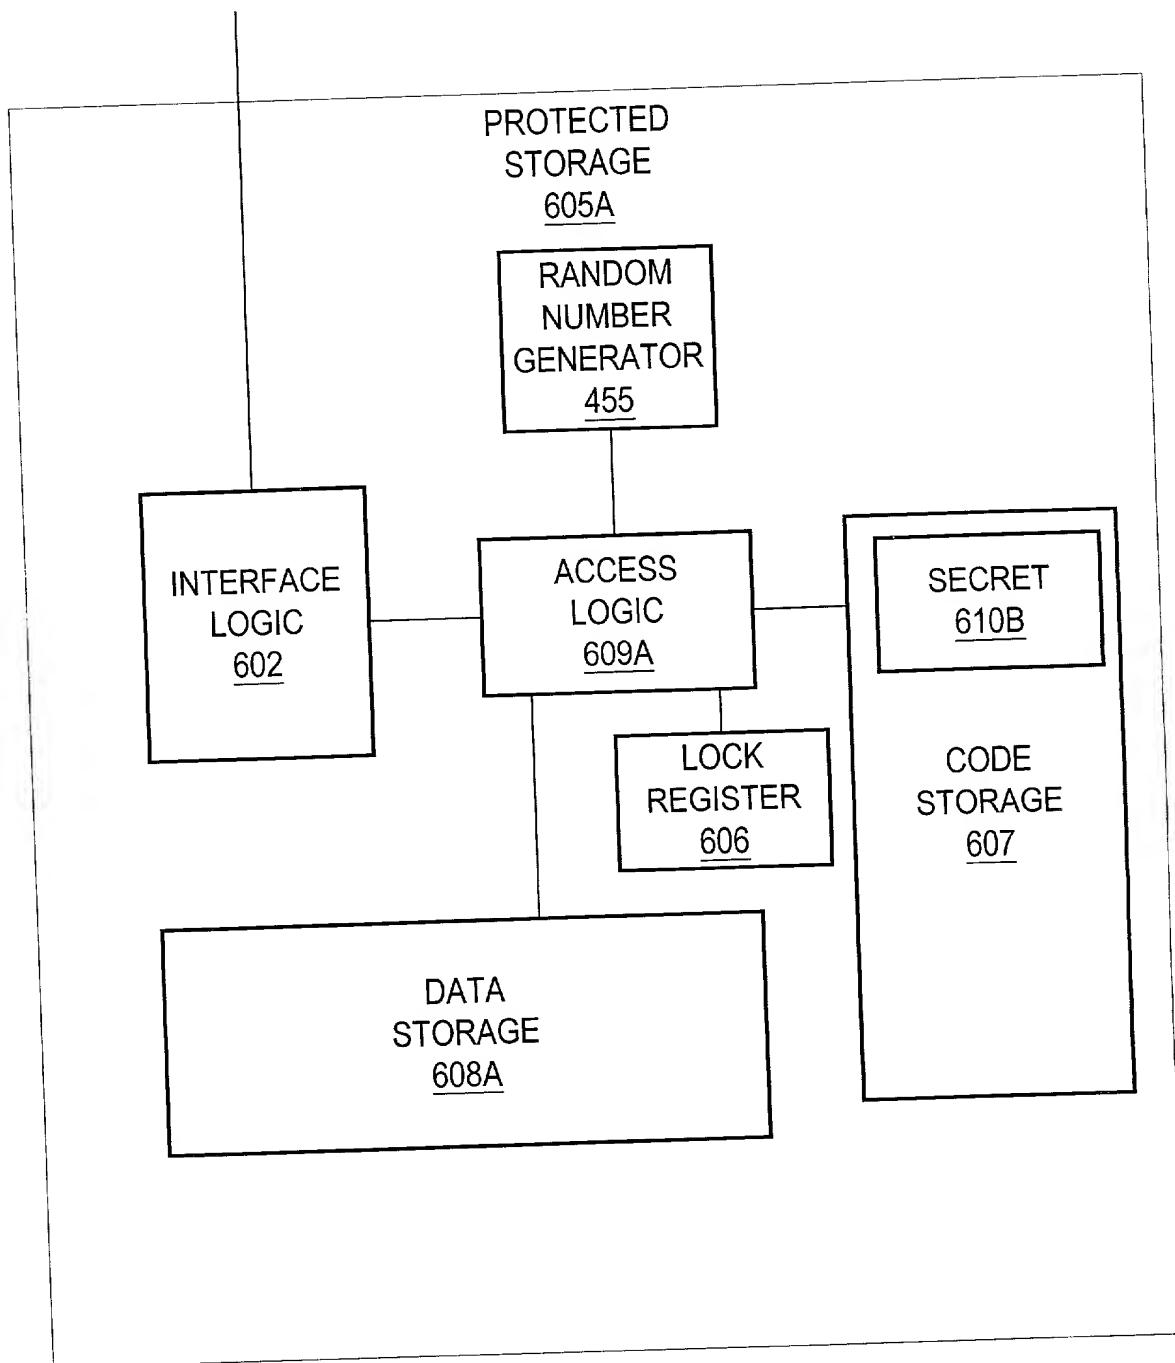 PROTECTED
STORAGE
605A
RANDOM
NUMBER
GENERATOR
455
INTERFACE
LOGIC
602
ACCESS
LOGIC
609A
SECRET
610B
LOCK
REGISTER
606
CODE
STORAGE
607
DATA
STORAGE
608A